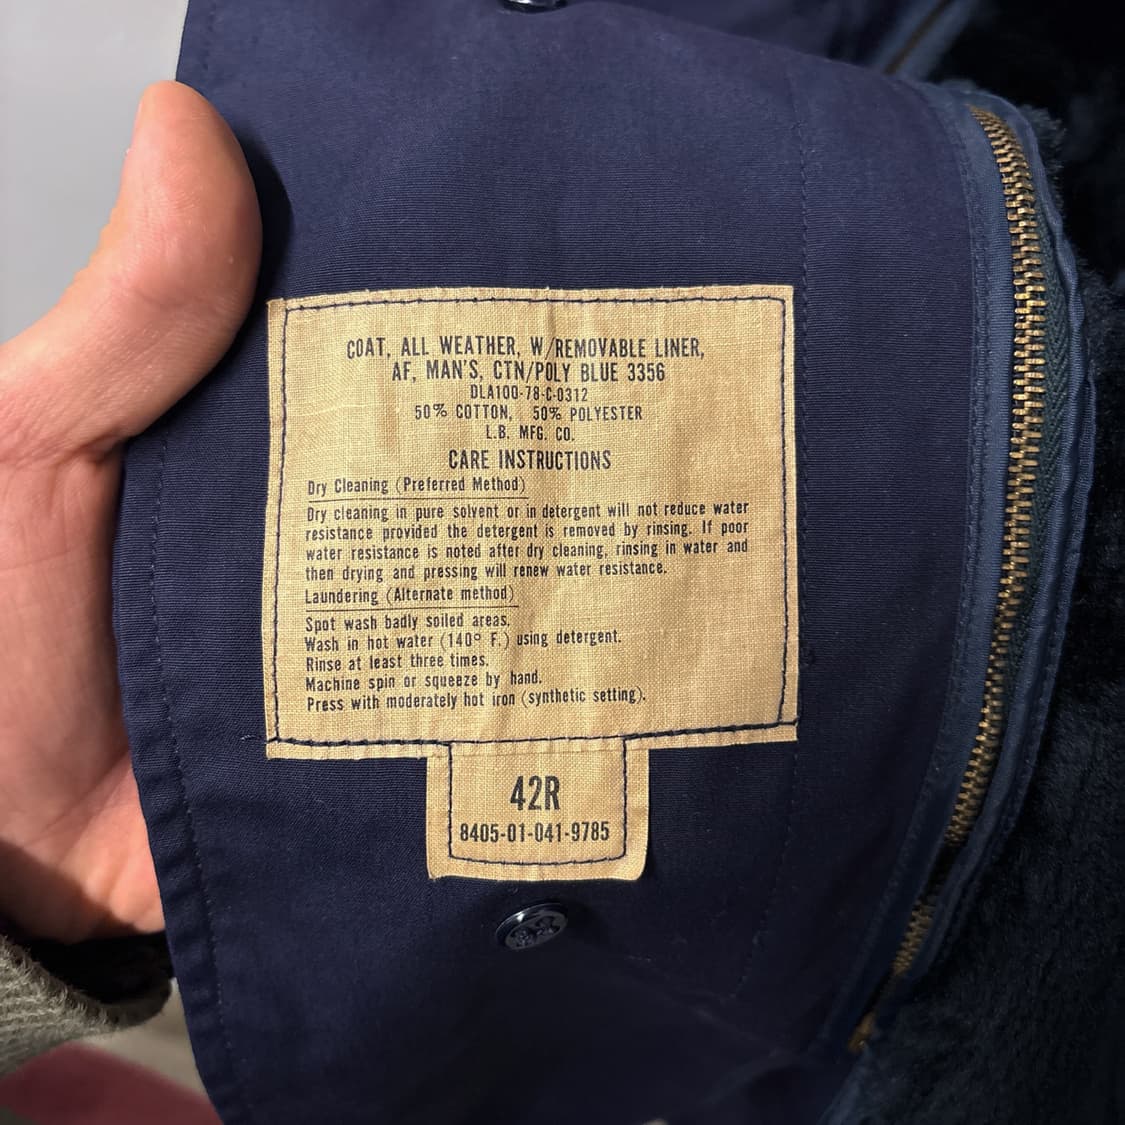 COAT, ALL WEATHER, W/REMOVABLE LINER,
AF, MAN'S, CTN/POLY BLUE 3356
DLA100-78-C-0312
50% COTTON, 50% POLYESTER
L.B. MFG. CO.
CARE INSTRUCTIONS
Dry Cleaning (Preferred Method)
Dry cleaning in pure solvent or in detergent will not reduce water
resistance provided the detergent is removed by rinsing. If poor
water resistance is noted after dry cleaning, rinsing in water and
then drying and pressing will renew water resistance.
Laundering (Alternate method)
Spot wash badly soiled areas.
Wash in hot water (140° F.) using detergent.
Rinse at least three times.
Machine spin or squeeze by hand.
Press with moderately hot iron (synthetic setting).
42R
8405-01-041-9785